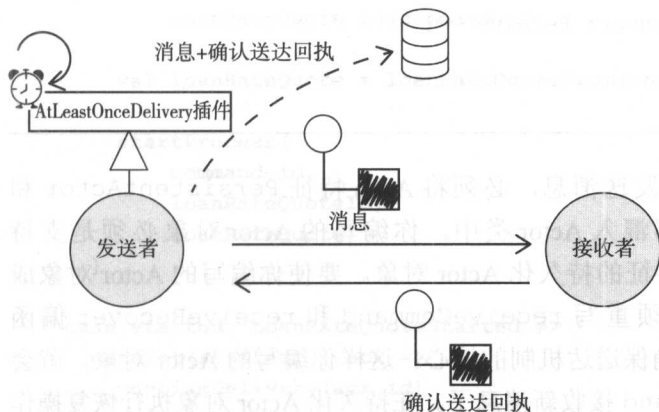 消息+确认送达回执
AtLeastOnceDelivery插件
消息
发送者
接收者
确认送达回执